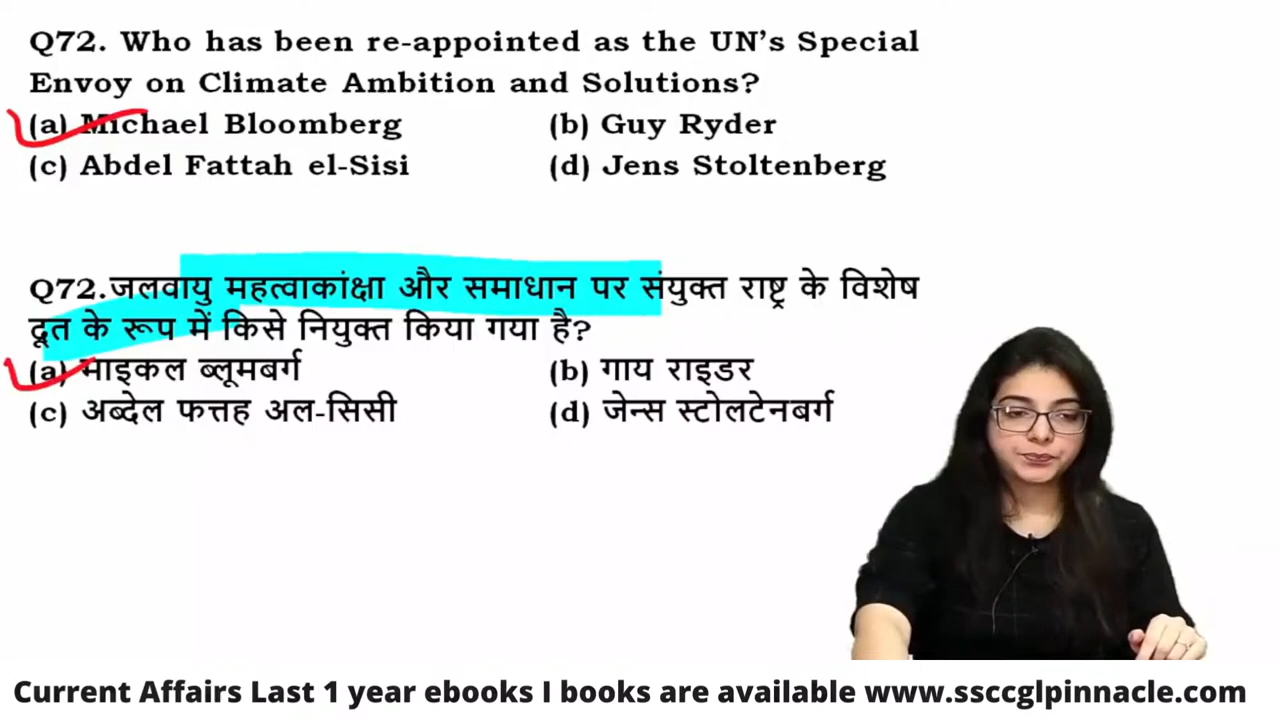 Q72. Who has been re-appointed as the UN's Special
Envoy on Climate Ambition and Solutions?
(a) Michael Bloomberg (b) Guy Ryder
(c) Abdel Fattah el-Sisi (d) Jens Stoltenberg
Q72.जलवायु महत्वाकांक्षा और समाधान पर संयुक्त राष्ट्र के विशेष
दूत के रूप में किसे नियुक्त किया गया है?
(a) माइकल ब्लूमबर्ग (b) गाय राइडर
(c) अब्देल फत्तह अल-सिसी (d) जेन्स स्टोलटेनबर्ग
Current Affairs Last 1 year ebooks I books are available www.ssccglpinnacle.com